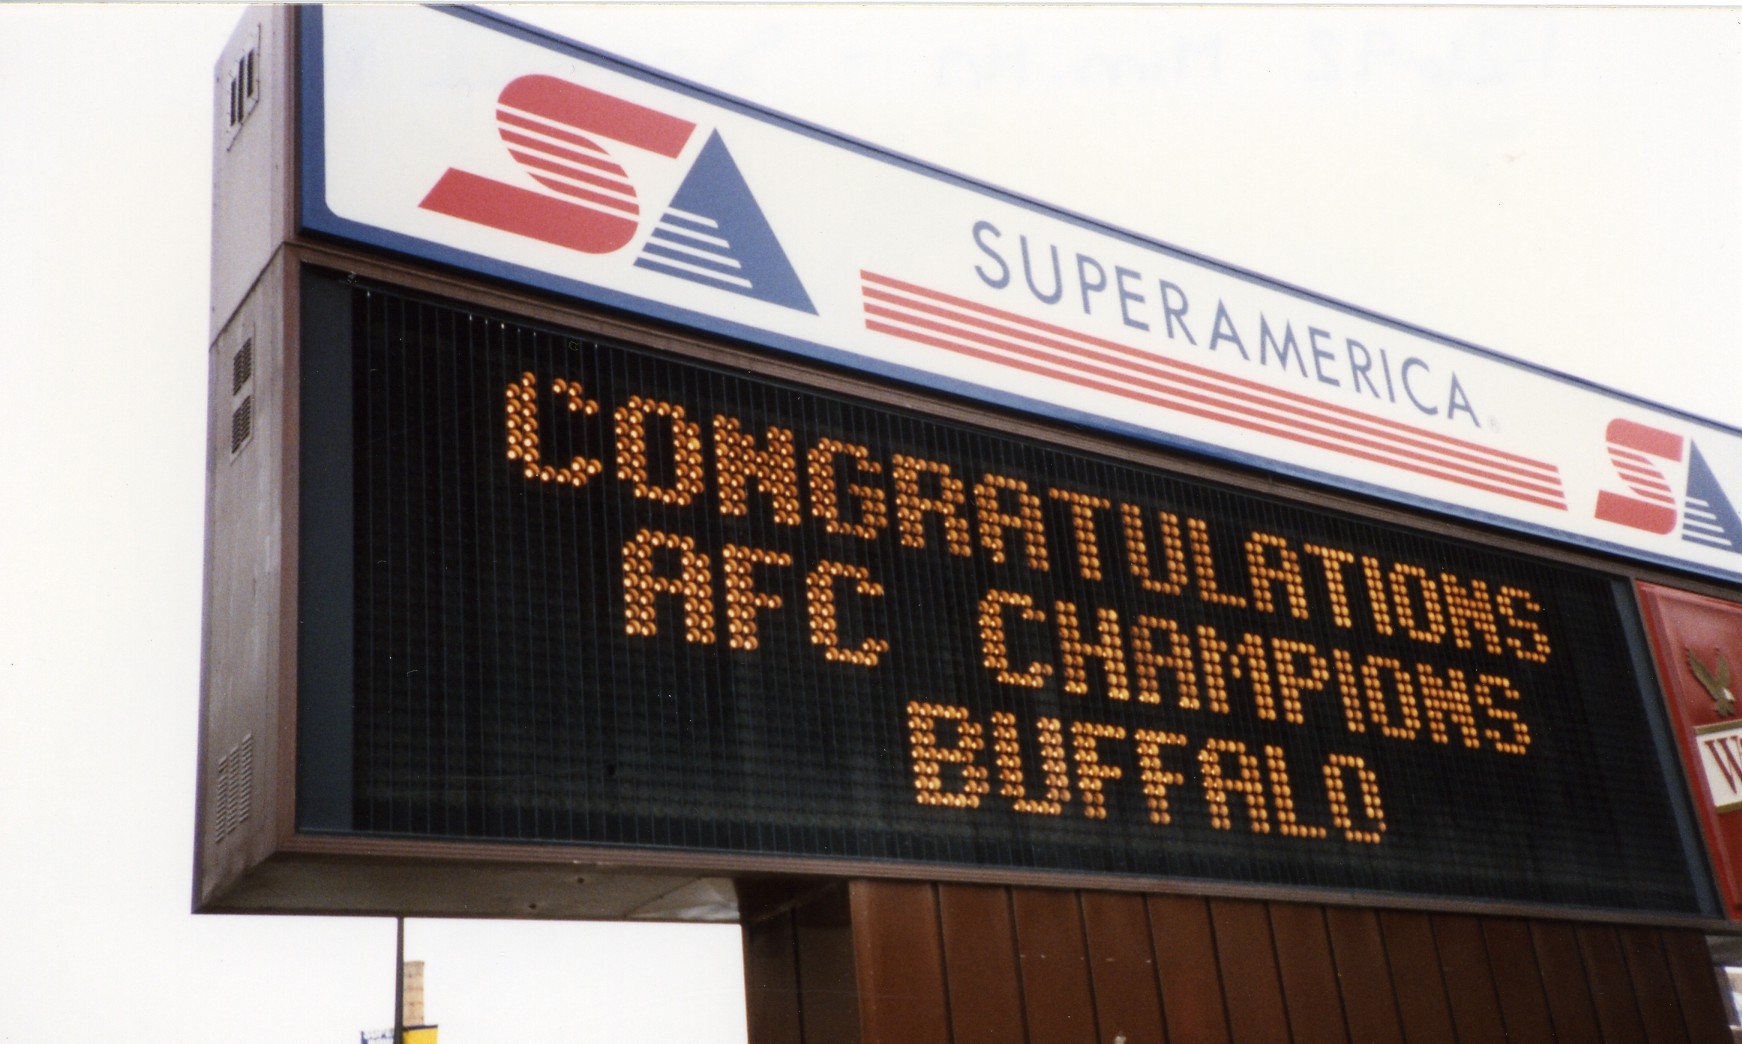 SA SUPERAMERICA SA
CONGRATULATIONS
AFC CHAMPIONS
BUFFALO